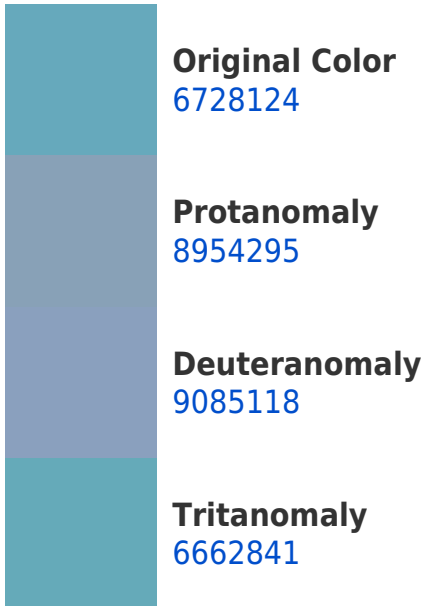 Original Color
6728124
Protanomaly
8954295
Deuteranomaly
9085118
Tritanomaly
6662841